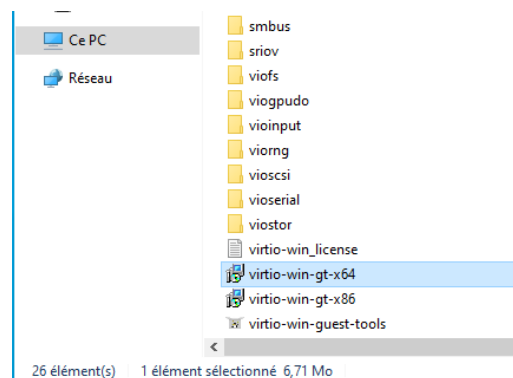 smbus
Ce PC
sriov
viofs
Réseau
viogpudo
vioinput
viorng
vioscsi
vioserial
viostor
virtio-win_license
virtio-win-gt-x64
virtio-win-gt-x86
virtio-win-guest-tools
26 élément(s) 1 élément sélectionné 6,71 Mo